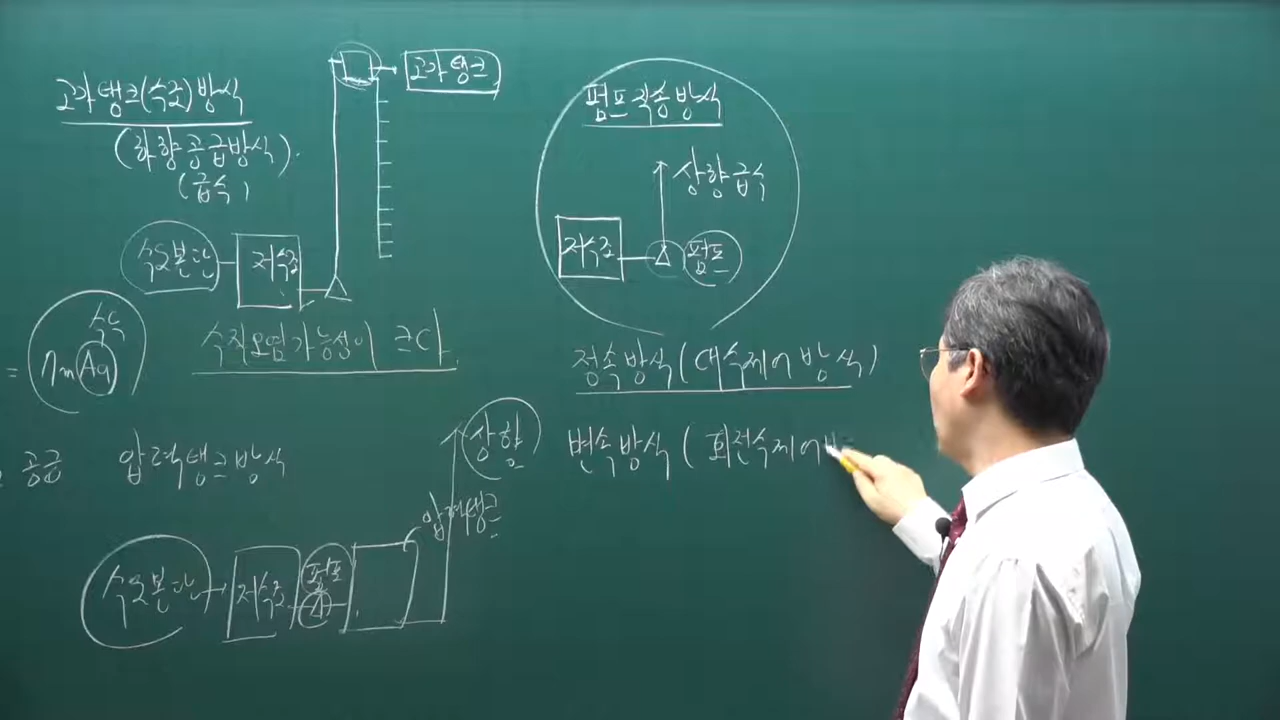 고가탱크(수조)방식
(하향공급방식).
(급수)
고가탱크
수도본관
저수조
수질오염가능성이 크다
수두
= ηmAq
공급
압력탱크방식
상향
압력탱크
수도본관
저수조
펌프
펌프직송방식
상향급수
저수조
펌프
정속방식(대수제어방식)
변속방식(회전수제어방